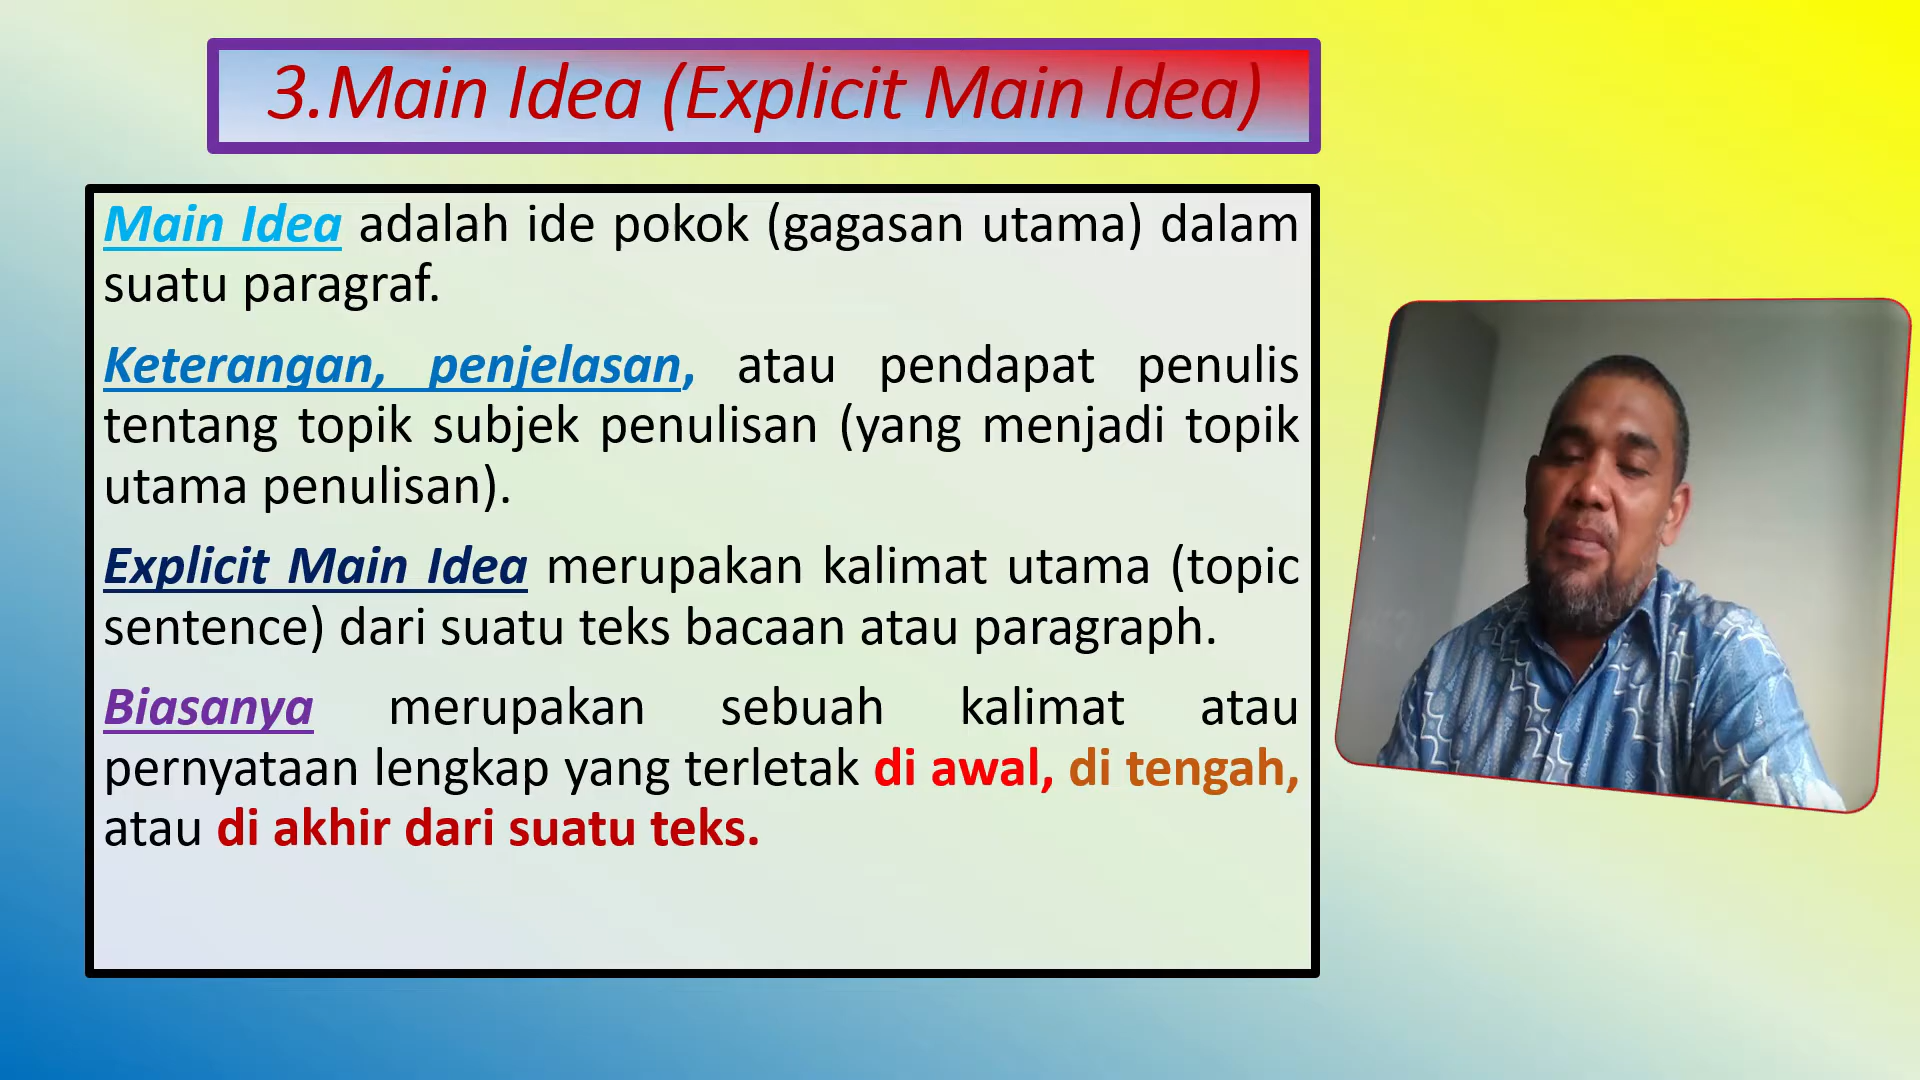 3.Main Idea (Explicit Main Idea)
Main Idea adalah ide pokok (gagasan utama) dalam
suatu paragraf.
Keterangan, penjelasan, atau pendapat penulis
tentang topik subjek penulisan (yang menjadi topik
utama penulisan).
Explicit Main Idea merupakan kalimat utama (topic
sentence) dari suatu teks bacaan atau paragraph.
Biasanya merupakan sebuah kalimat atau
pernyataan lengkap yang terletak di awal, di tengah,
atau di akhir dari suatu teks.